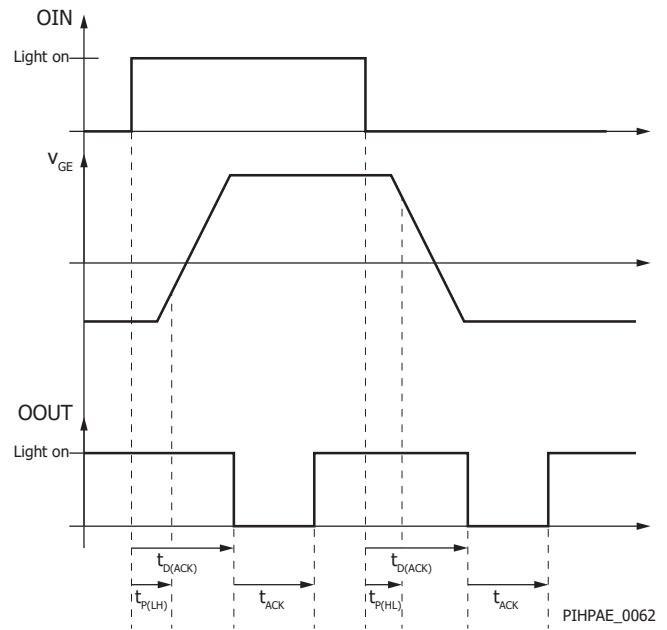 OIN
Light on
vGE
OOUT
Light on
tD(ACK)
tD(ACK)
tP(LH)
tACK
tP(HL)
tACK
PIHPAE_0062